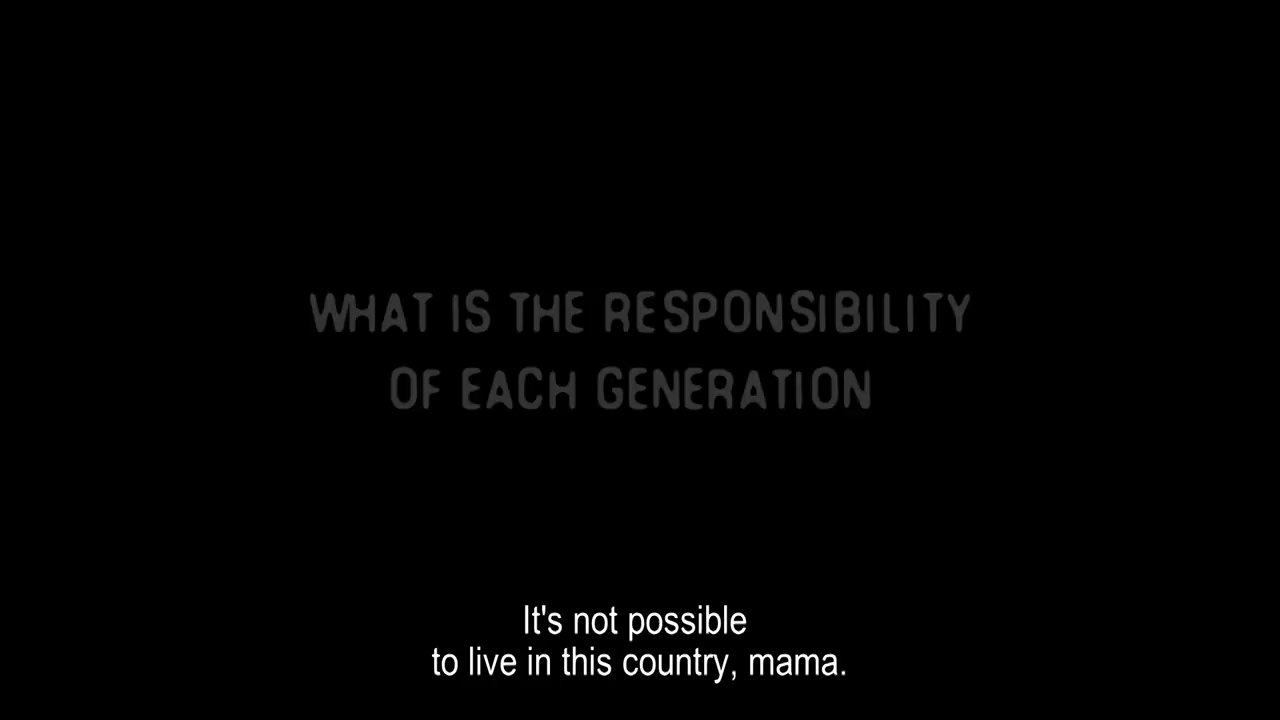 WHAT IS THE RESPONSIBILITY
OF EACH GENERATION
It's not possible
to live in this country, mama.